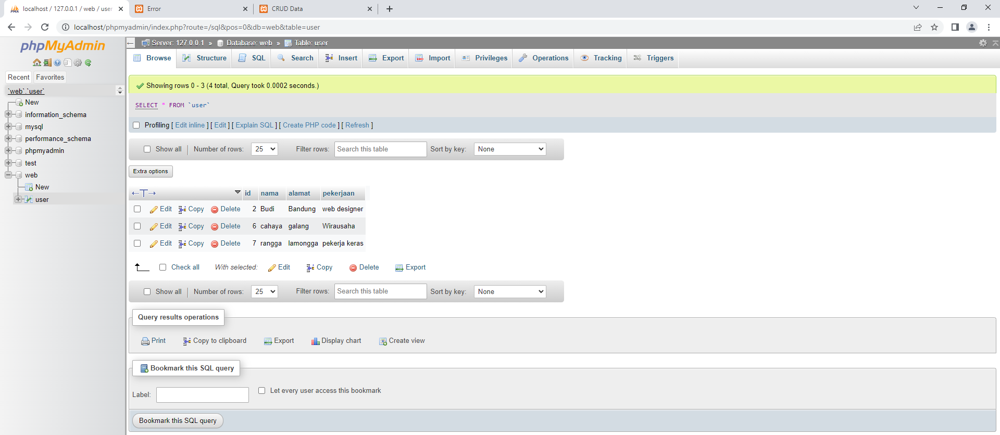 localhost / 127.0.0.1 / web / user
Error
CRUD Data
localhost/phpmyadmin/index.php?route=/sql&pos=0&db=web&table=user
phpMyAdmin
Recent Favorites
`web`.`user`
New
information_schema
mysql
performance_schema
phpmyadmin
test
web
New
user
Server: 127.0.0.1 » Database: web » Table: user
Browse Structure SQL Search Insert Export Import Privileges Operations Tracking Triggers
Showing rows 0 - 3 (4 total, Query took 0.0002 seconds.)
SELECT * FROM `user`
Profiling [ Edit inline ] [ Edit ] [ Explain SQL ] [ Create PHP code ] [ Refresh ]
Show all Number of rows: 25 Filter rows: Search this table Sort by key: None
Extra options
←T→ id nama alamat pekerjaan
Edit Copy Delete 2 Budi Bandung web designer
Edit Copy Delete 6 cahaya galang Wirausaha
Edit Copy Delete 7 rangga lamongga pekerja keras
Check all With selected: Edit Copy Delete Export
Show all Number of rows: 25 Filter rows: Search this table Sort by key: None
Query results operations
Print Copy to clipboard Export Display chart Create view
Bookmark this SQL query
Label: Let every user access this bookmark
Bookmark this SQL query